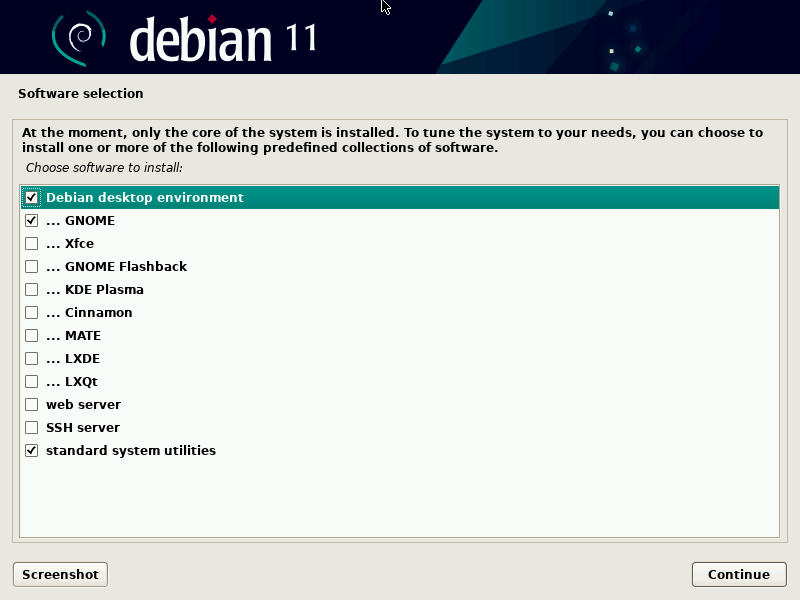 debian 11
Software selection
At the moment, only the core of the system is installed. To tune the system to your needs, you can choose to
install one or more of the following predefined collections of software.
Choose software to install:
Debian desktop environment
... GNOME
... Xfce
... GNOME Flashback
... KDE Plasma
... Cinnamon
... MATE
... LXDE
... LXQt
web server
SSH server
standard system utilities
Screenshot
Continue